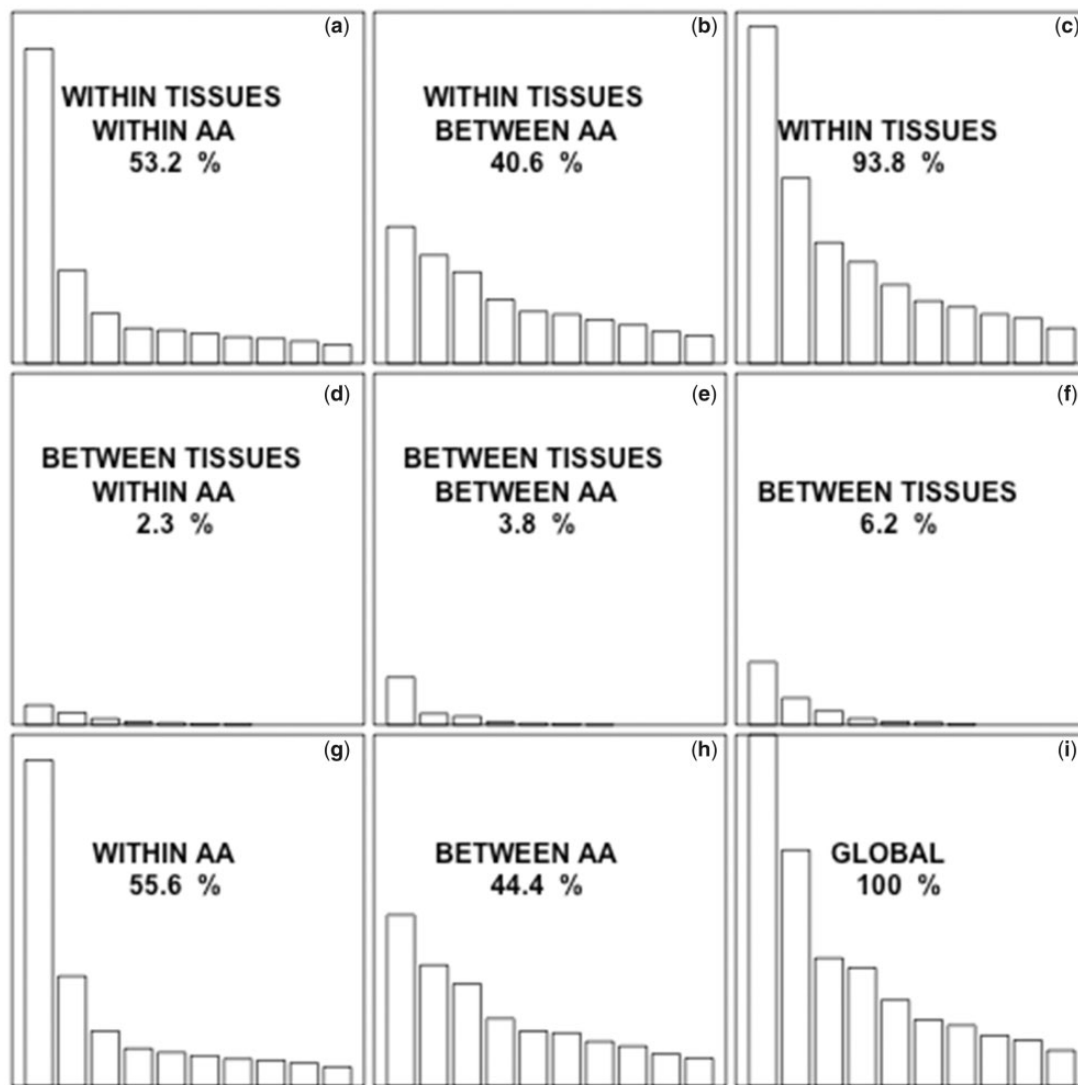 (a)
WITHIN TISSUES
WITHIN AA
53.2 %
(b)
WITHIN TISSUES
BETWEEN AA
40.6 %
(c)
WITHIN TISSUES
93.8 %
(d)
BETWEEN TISSUES
WITHIN AA
2.3 %
(e)
BETWEEN TISSUES
BETWEEN AA
3.8 %
(f)
BETWEEN TISSUES
6.2 %
(g)
WITHIN AA
55.6 %
(h)
BETWEEN AA
44.4 %
(i)
GLOBAL
100 %